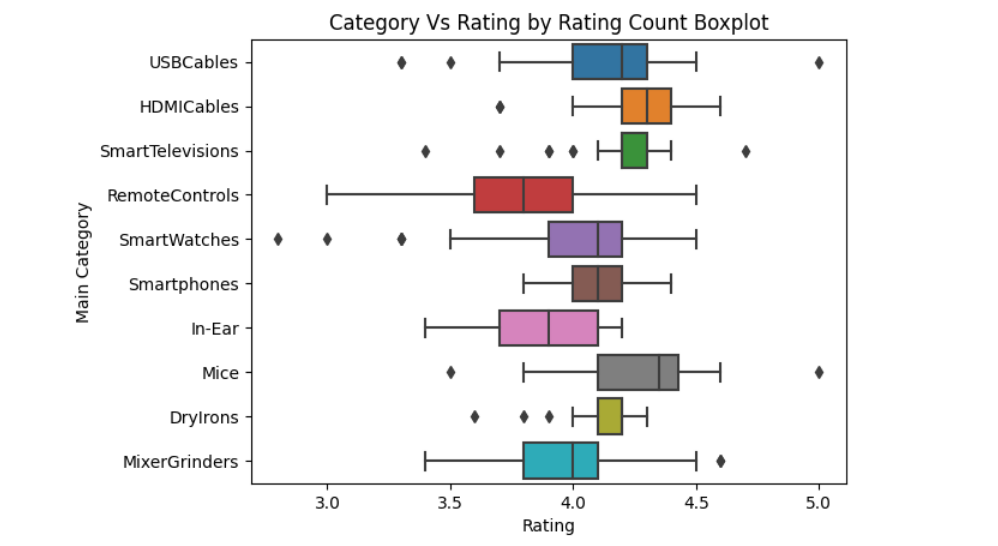 Category Vs Rating by Rating Count Boxplot
Main Category
USBCables
HDMICables
SmartTelevisions
RemoteControls
SmartWatches
Smartphones
In-Ear
Mice
DryIrons
MixerGrinders
3.0 3.5 4.0 4.5 5.0
Rating